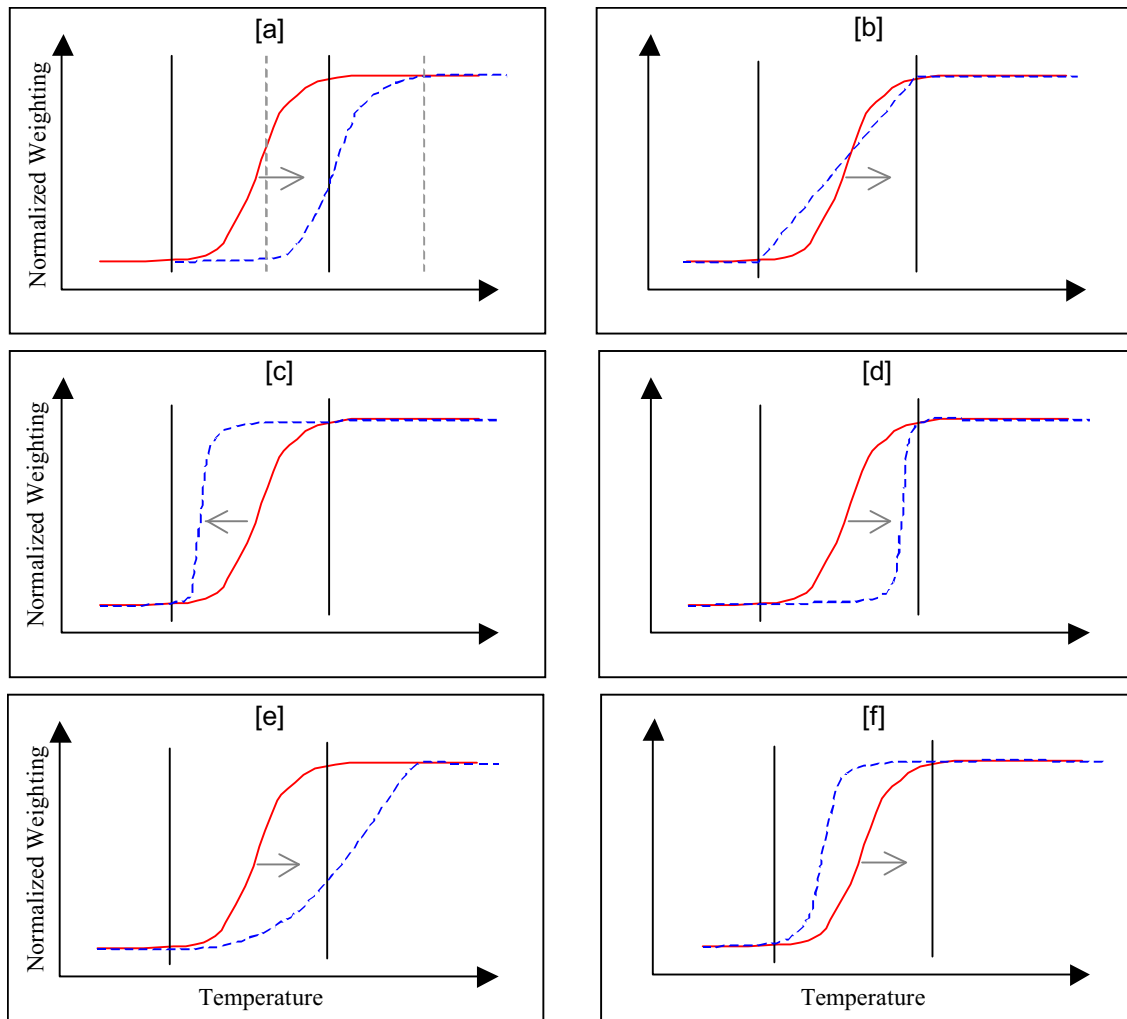 [a]
Normalized Weighting
[b]
[c]
Normalized Weighting
[d]
[e]
Normalized Weighting
Temperature
[f]
Temperature